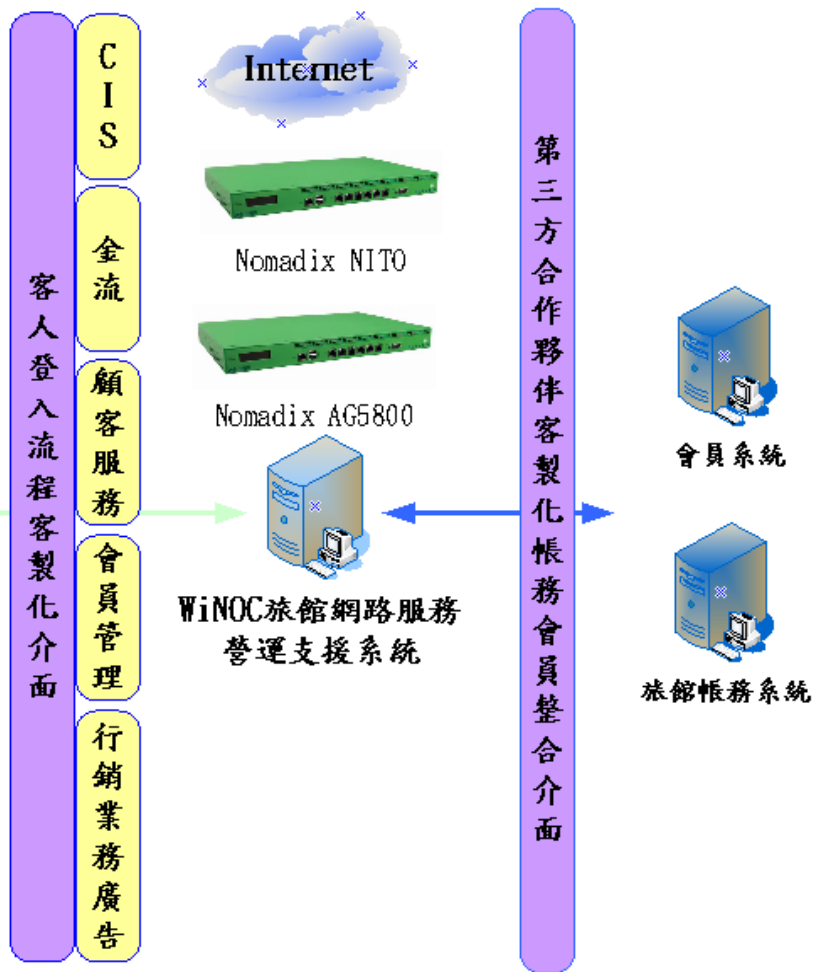 客人登入流程客製化介面
CIS
金流
顧客服務
會員管理
行銷業務廣告
Internet
Nomadix NITO
Nomadix AG5800
WiNOC旅館網路服務
營運支援系統
第三方合作夥伴客製化帳務會員整合介面
會員系統
旅館帳務系統